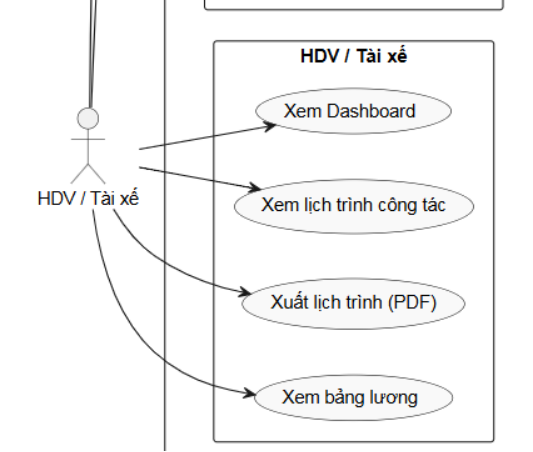 HDV / Tài xế
Xem Dashboard
HDV / Tài xế
Xem lịch trình công tác
Xuất lịch trình (PDF)
Xem bảng lương